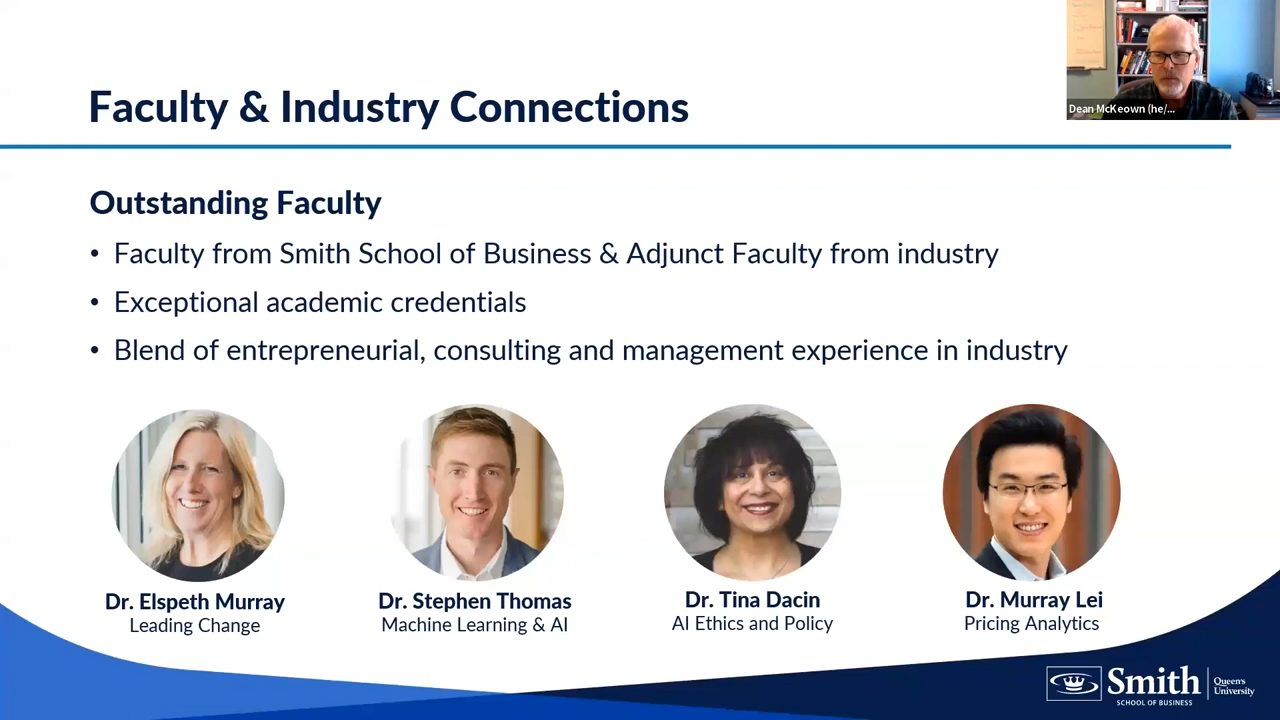 Faculty & Industry Connections
Dean McKeown (he/...
Outstanding Faculty
• Faculty from Smith School of Business & Adjunct Faculty from industry
• Exceptional academic credentials
• Blend of entrepreneurial, consulting and management experience in industry
Dr. Elspeth Murray
Leading Change
Dr. Stephen Thomas
Machine Learning & AI
Dr. Tina Dacin
AI Ethics and Policy
Dr. Murray Lei
Pricing Analytics
Smith
SCHOOL OF BUSINESS
Queen's
University